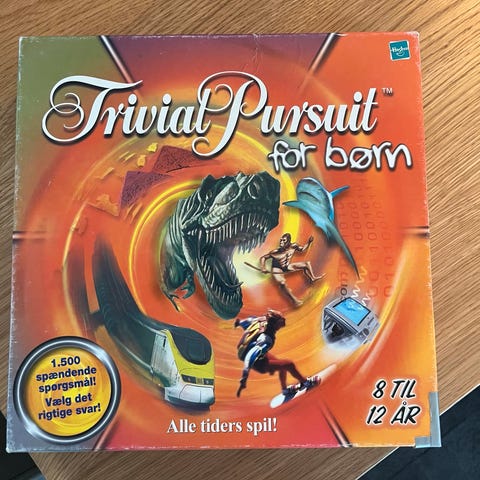 Hasbro
Trivial Pursuit™
for børn
1.500
spændende
spørgsmål!
Vælg det
rigtige svar!
8 TIL
12 ÅR
Alle tiders spil!